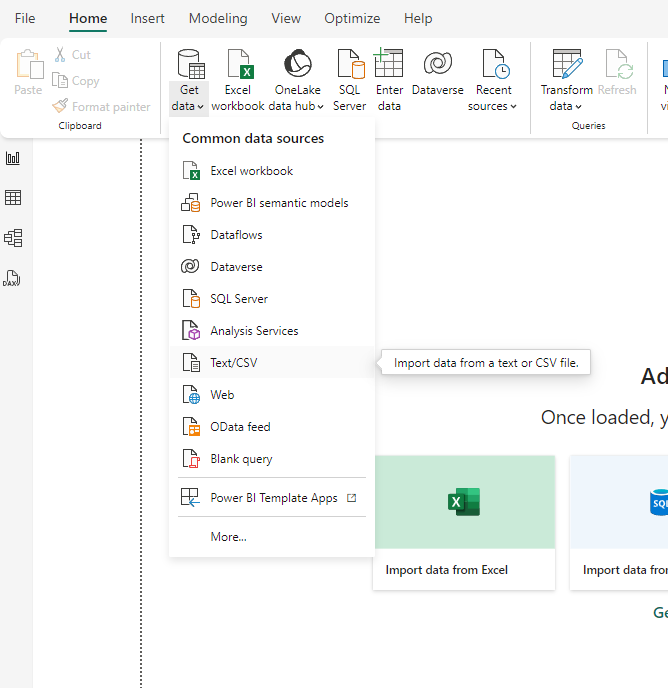 File Home Insert Modeling View Optimize Help
Paste
Cut
Copy
Format painter
Clipboard
Get data
Excel workbook
OneLake data hub
SQL Server
Enter data
Dataverse
Recent sources
Transform data
Refresh
Queries
Common data sources
Excel workbook
Power BI semantic models
Dataflows
Dataverse
SQL Server
Analysis Services
Text/CSV
Import data from a text or CSV file.
Web
OData feed
Blank query
Power BI Template Apps
More...
DAX
Once loaded, y
SQL
Import data from Excel
Import data fro